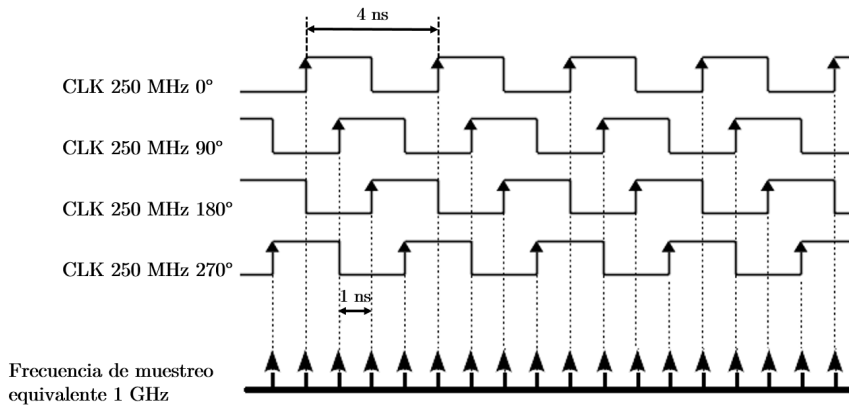 4 ns
CLK 250 MHz 0°
CLK 250 MHz 90°
CLK 250 MHz 180°
CLK 250 MHz 270°
1 ns
Frecuencia de muestreo
equivalente 1 GHz